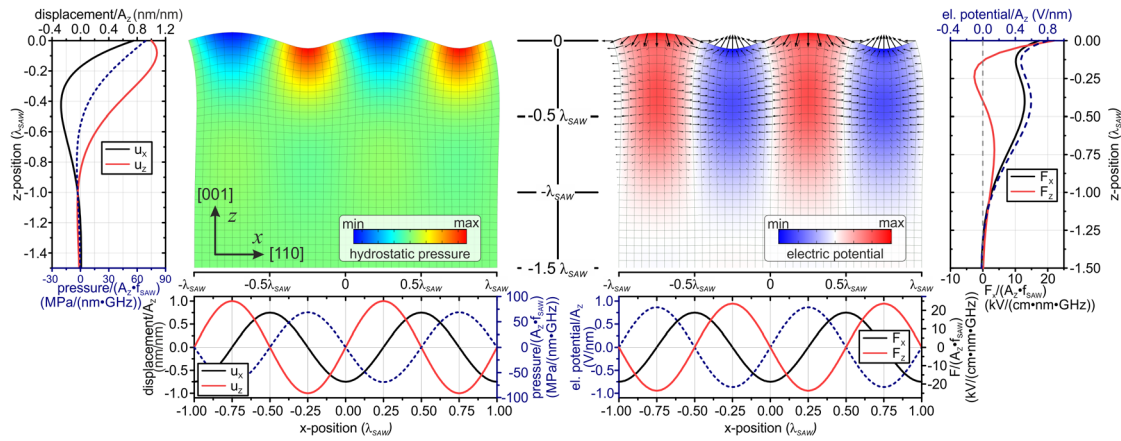 displacement/A_Z (nm/nm)
-0.4 0.0 0.4 0.8 1.2
0.0
-0.2
-0.4
-0.6
-0.8
-1.0
-1.2
-1.4
z-position (λ_SAW)
u_x
u_z
-30 0 30 60 90
pressure/(A_Z•f_SAW)
(MPa/(nm•GHz))
[001]
z
x
[110]
min max
hydrostatic pressure
-λ_SAW -0.5λ_SAW 0 0.5λ_SAW λ_SAW
0
-0.5 λ_SAW
-λ_SAW
-1.5 λ_SAW
min max
electric potential
-λ_SAW -0.5λ_SAW 0 0.5λ_SAW λ_SAW
el. potential/A_Z (V/nm)
-0.4 0.0 0.4 0.8
0.00
-0.25
-0.50
-0.75
-1.00
-1.25
-1.50
z-position (λ_SAW)
F_x
F_z
-10 0 10 20
F_x/(A_Z•f_SAW)
(kV/(cm•nm•GHz))
displacement/A_Z
(nm/nm)
1.0
0.5
0.0
-0.5
-1.0
u_x
u_z
100
50
0
-50
-100
pressure/(A_Z•f_SAW)
(MPa/(nm•GHz))
-1.00 -0.75 -0.50 -0.25 0.00 0.25 0.50 0.75 1.00
x-position (λ_SAW)
el. potential/A_Z
(V/nm)
1.0
0.5
0.0
-0.5
-1.0
F_x
F_z
20
10
0
-10
-20
F/(A_Z•f_SAW)
(kV/(cm•nm•GHz))
-1.00 -0.75 -0.50 -0.25 0.00 0.25 0.50 0.75 1.00
x-position (λ_SAW)